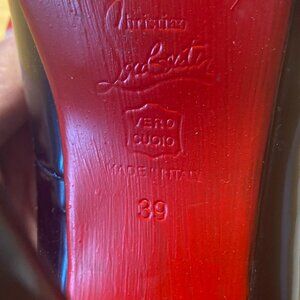 Christian
Louboutin
VERO
CUOIO
MADE IN ITALY
39